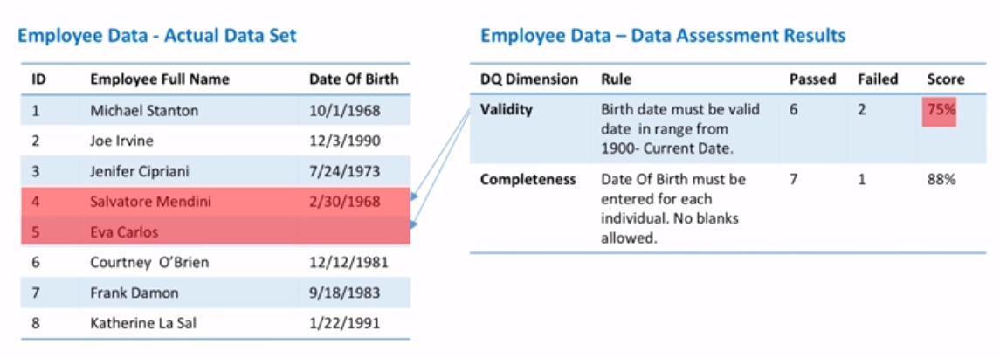 Employee Data - Actual Data Set
ID Employee Full Name Date Of Birth
1 Michael Stanton 10/1/1968
2 Joe Irvine 12/3/1990
3 Jenifer Cipriani 7/24/1973
4 Salvatore Mendini 2/30/1968
5 Eva Carlos
6 Courtney O’Brien 12/12/1981
7 Frank Damon 9/18/1983
8 Katherine La Sal 1/22/1991
Employee Data – Data Assessment Results
DQ Dimension Rule Passed Failed Score
Validity Birth date must be valid 6 2 75%
date in range from
1900- Current Date.
Completeness Date Of Birth must be 7 1 88%
entered for each
individual. No blanks
allowed.